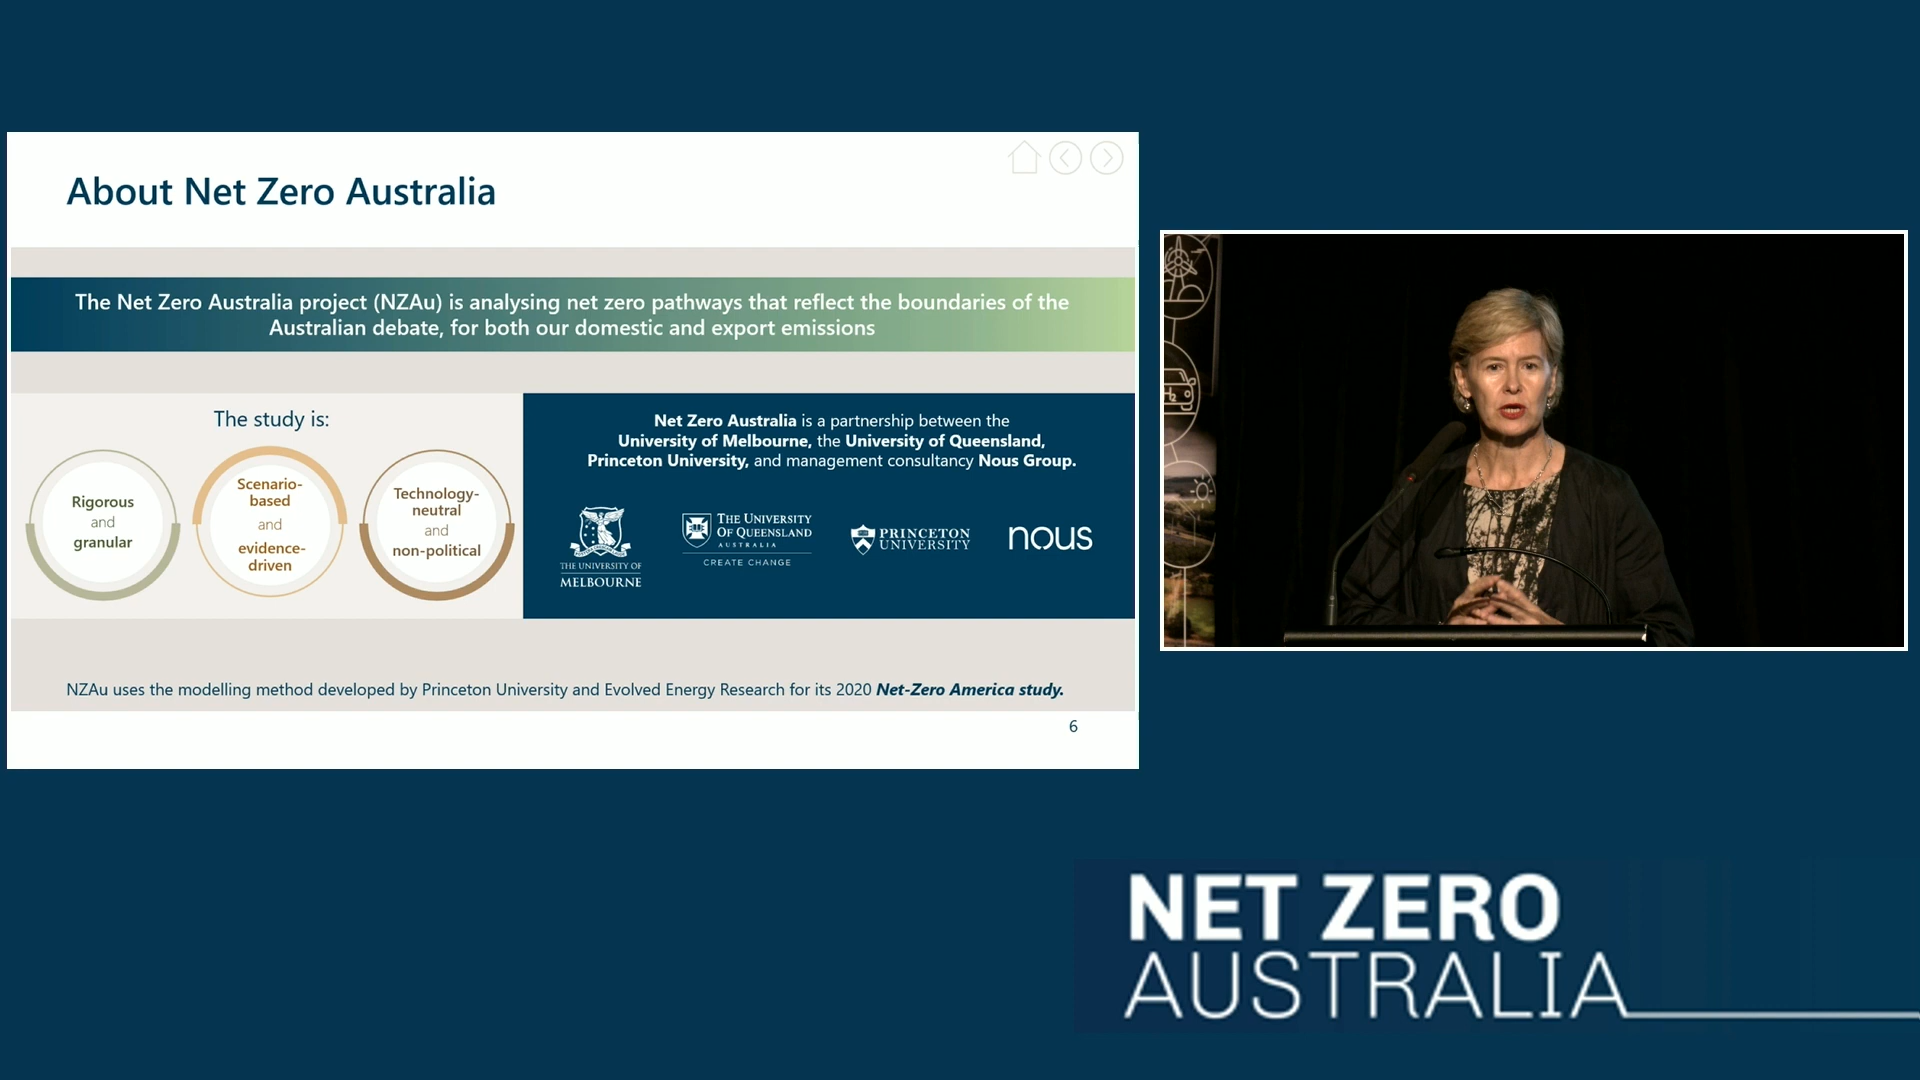 About Net Zero Australia
The Net Zero Australia project (NZAu) is analysing net zero pathways that reflect the boundaries of the
Australian debate, for both our domestic and export emissions
The study is:
Rigorous
and
granular
Scenario-
based
and
evidence-
driven
Technology-
neutral
and
non-political
Net Zero Australia is a partnership between the
University of Melbourne, the University of Queensland,
Princeton University, and management consultancy Nous Group.
THE UNIVERSITY OF
MELBOURNE
THE UNIVERSITY
OF QUEENSLAND
AUSTRALIA
CREATE CHANGE
PRINCETON
UNIVERSITY
nous
NZAu uses the modelling method developed by Princeton University and Evolved Energy Research for its 2020 Net-Zero America study.
6
NET ZERO
AUSTRALIA